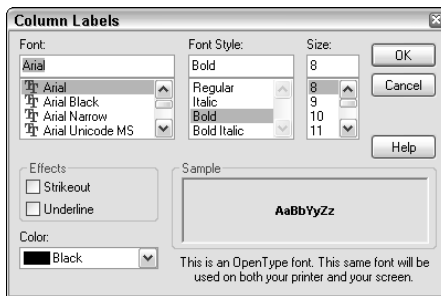 Column Labels
Font:
Arial
Arial
Arial Black
Arial Narrow
Arial Unicode MS
Font Style:
Bold
Regular
Italic
Bold
Bold Italic
Size:
8
8
9
10
11
OK
Cancel
Help
Effects
Strikeout
Underline
Color:
Black
Sample
AaBbYyZz
This is an OpenType font. This same font will be
used on both your printer and your screen.